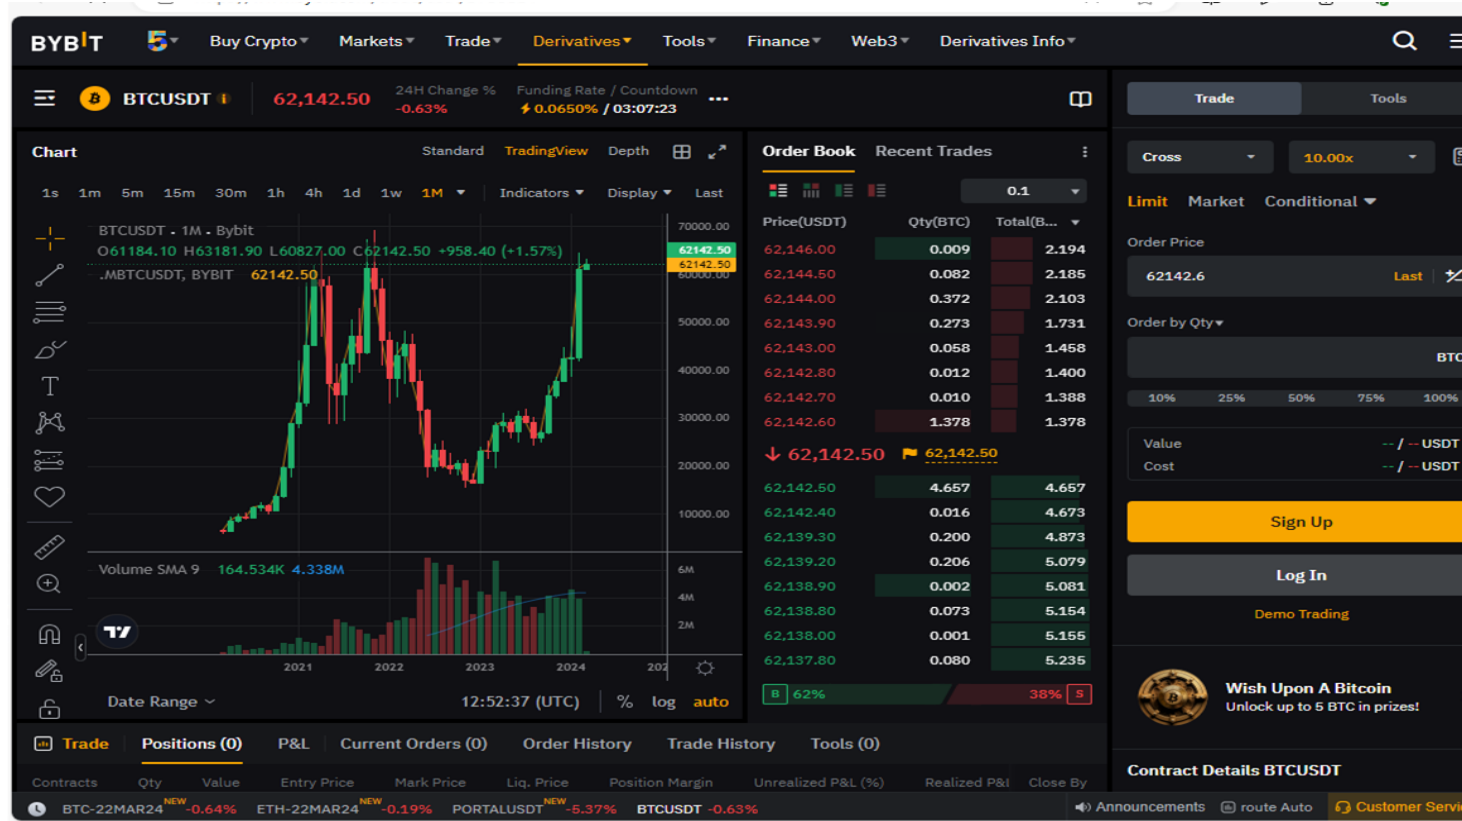 BYBIT Buy Crypto Markets Trade Derivatives Tools Finance Web3 Derivatives Info
BTCUSDT 62,142.50 24H Change % Funding Rate / Countdown
-0.63% 0.0650% / 03:07:23
Trade Tools
Chart Standard TradingView Depth
1s 1m 5m 15m 30m 1h 4h 1d 1w 1M Indicators Display Last
BTCUSDT · 1M · Bybit
O61184.10 H63181.90 L60827.00 C62142.50 +958.40 (+1.57%)
.MBTCUSDT, BYBIT 62142.50
70000.00
62142.50
62142.50
60000.00
50000.00
40000.00
30000.00
20000.00
10000.00
Volume SMA 9 164.534K 4.338M
6M
4M
2M
2021 2022 2023 2024 202
Date Range 12:52:37 (UTC) % log auto
Order Book Recent Trades
0.1
Price(USDT) Qty(BTC) Total(B...
62,146.00 0.009 2.194
62,144.50 0.082 2.185
62,144.00 0.372 2.103
62,143.90 0.273 1.731
62,143.00 0.058 1.458
62,142.80 0.012 1.400
62,142.70 0.010 1.388
62,142.60 1.378 1.378
62,142.50 62,142.50
62,142.50 4.657 4.657
62,142.40 0.016 4.673
62,139.30 0.200 4.873
62,139.20 0.206 5.079
62,138.90 0.002 5.081
62,138.80 0.073 5.154
62,138.00 0.001 5.155
62,137.80 0.080 5.235
B 62% 38% S
Cross 10.00x
Limit Market Conditional
Order Price
62142.6 Last
Order by Qty
BTC
10% 25% 50% 75% 100%
Value -- / -- USDT
Cost -- / -- USDT
Sign Up
Log In
Demo Trading
Wish Upon A Bitcoin
Unlock up to 5 BTC in prizes!
Contract Details BTCUSDT
Trade Positions (0) P&L Current Orders (0) Order History Trade History Tools (0)
Contracts Qty Value Entry Price Mark Price Liq. Price Position Margin Unrealized P&L (%) Realized P&l Close By
BTC-22MAR24 NEW -0.64% ETH-22MAR24 NEW -0.19% PORTALUSDT NEW -5.37% BTCUSDT -0.63% Announcements route Auto Customer Servi